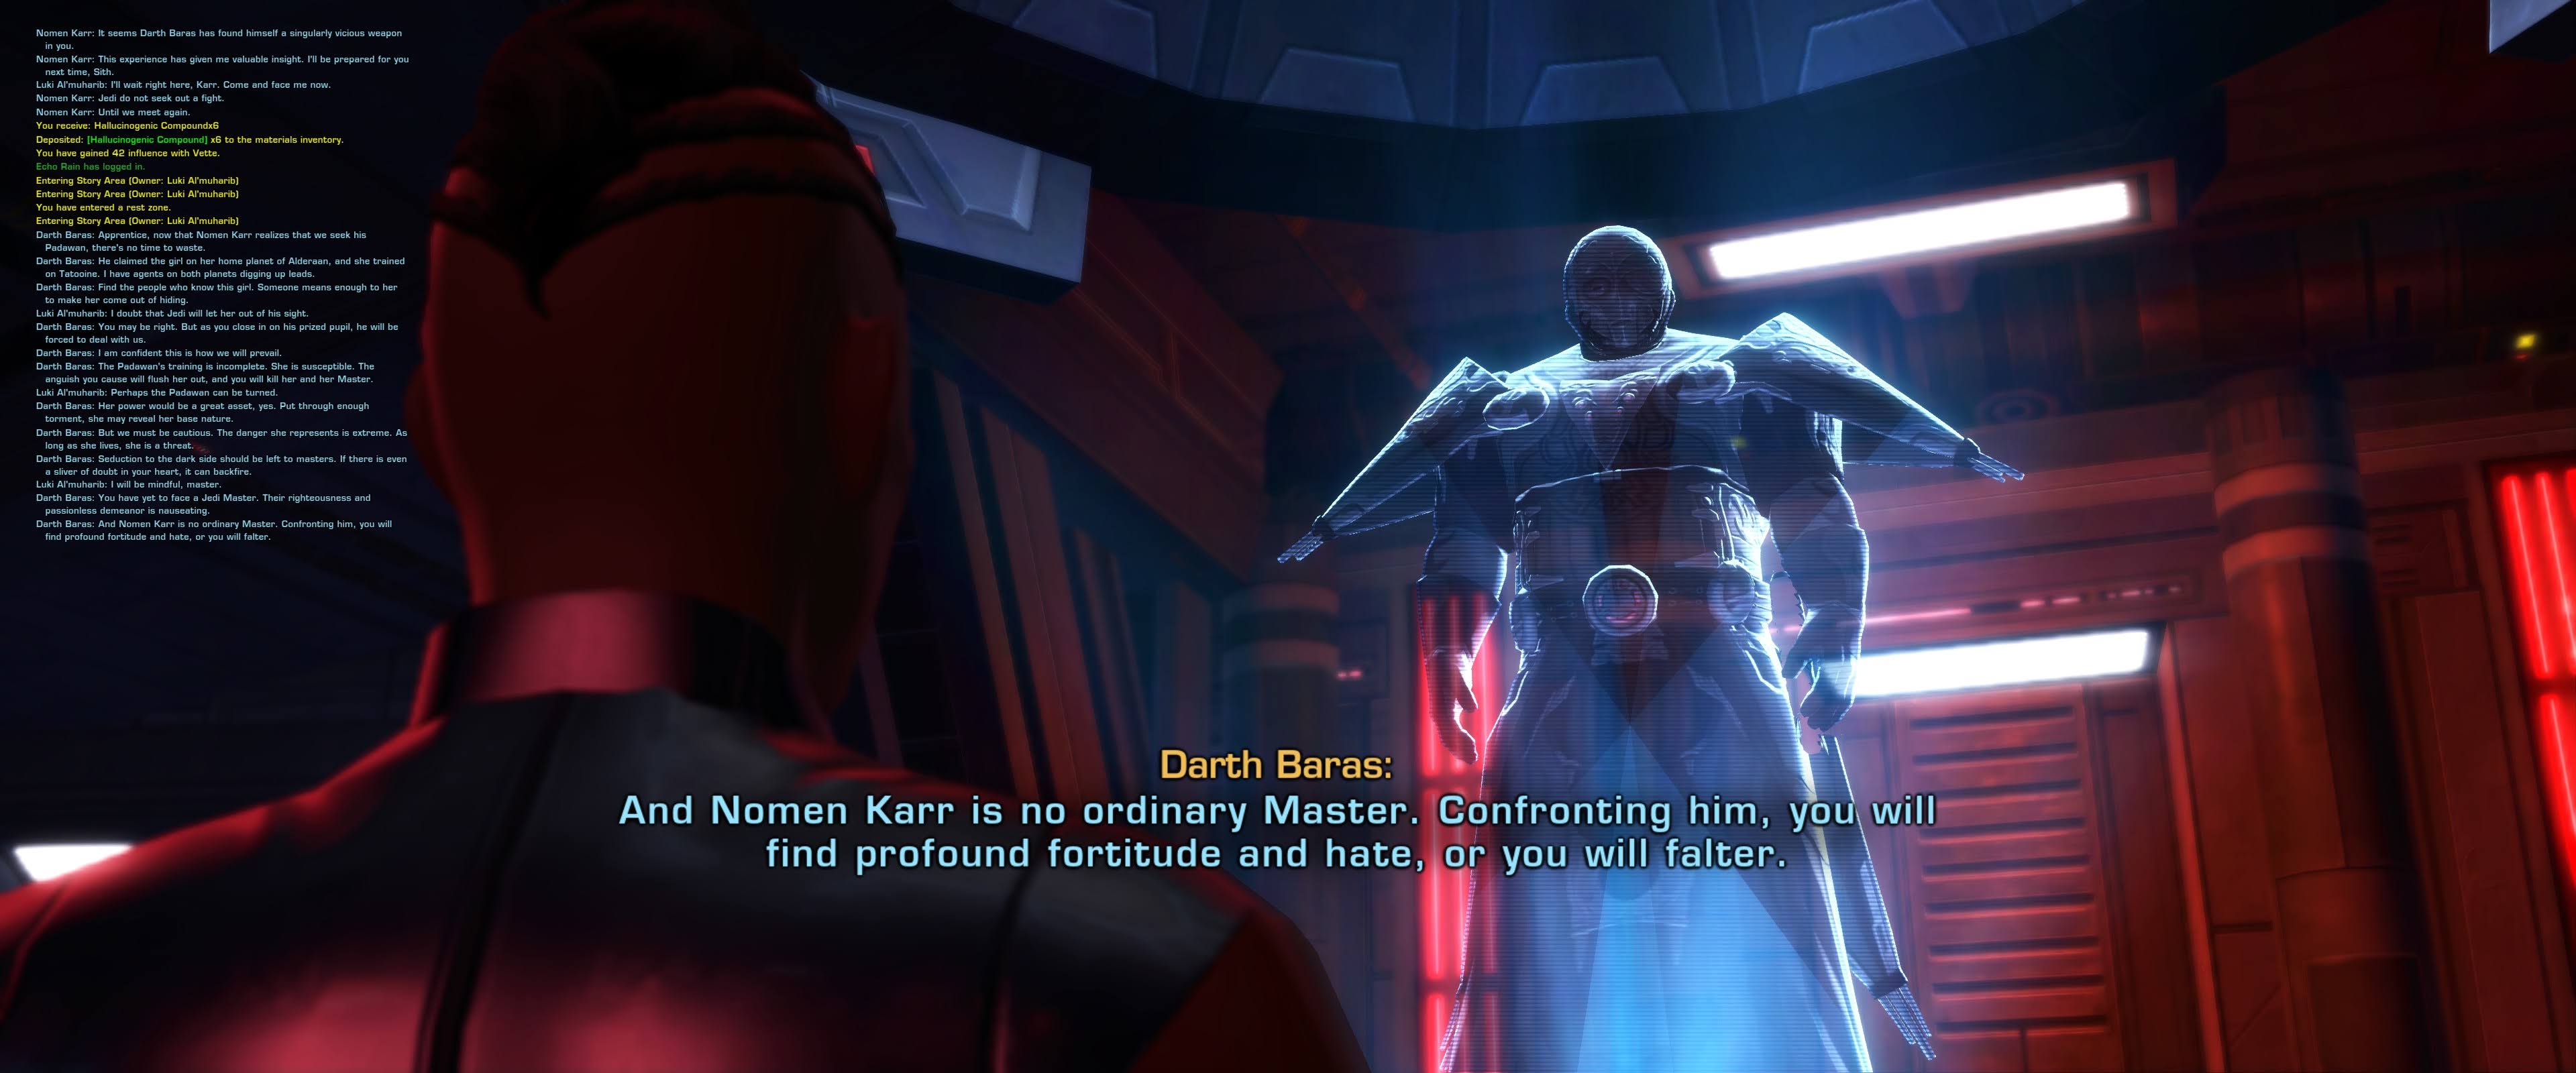 Nomen Karr: It seems Darth Baras has found himself a singularly vicious weapon
in you.
Nomen Karr: This experience has given me valuable insight. I'll be prepared for you
next time, Sith.
Luki Al'muharib: I'll wait right here, Karr. Come and face me now.
Nomen Karr: Jedi do not seek out a fight.
Nomen Karr: Until we meet again.
You receive: Hallucinogenic Compoundx6
Deposited: [Hallucinogenic Compound] x6 to the materials inventory.
You have gained 42 influence with Vette.
Echo Rain has logged in.
Entering Story Area (Owner: Luki Al'muharib)
Entering Story Area (Owner: Luki Al'muharib)
You have entered a rest zone.
Entering Story Area (Owner: Luki Al'muharib)
Darth Baras: Apprentice, now that Nomen Karr realizes that we seek his
Padawan, there's no time to waste.
Darth Baras: He claimed the girl on her home planet of Alderaan, and she trained
on Tatooine. I have agents on both planets digging up leads.
Darth Baras: Find the people who know this girl. Someone means enough to her
to make her come out of hiding.
Luki Al'muharib: I doubt that Jedi will let her out of his sight.
Darth Baras: You may be right. But as you close in on his prized pupil, he will be
forced to deal with us.
Darth Baras: I am confident this is how we will prevail.
Darth Baras: The Padawan's training is incomplete. She is susceptible. The
anguish you cause will flush her out, and you will kill her and her Master.
Luki Al'muharib: Perhaps the Padawan can be turned.
Darth Baras: Her power would be a great asset, yes. Put through enough
torment, she may reveal her base nature.
Darth Baras: But we must be cautious. The danger she represents is extreme. As
long as she lives, she is a threat.
Darth Baras: Seduction to the dark side should be left to masters. If there is even
a sliver of doubt in your heart, it can backfire.
Luki Al'muharib: I will be mindful, master.
Darth Baras: You have yet to face a Jedi Master. Their righteousness and
passionless demeanor is nauseating.
Darth Baras: And Nomen Karr is no ordinary Master. Confronting him, you will
find profound fortitude and hate, or you will falter.
Darth Baras:
And Nomen Karr is no ordinary Master. Confronting him, you will
find profound fortitude and hate, or you will falter.